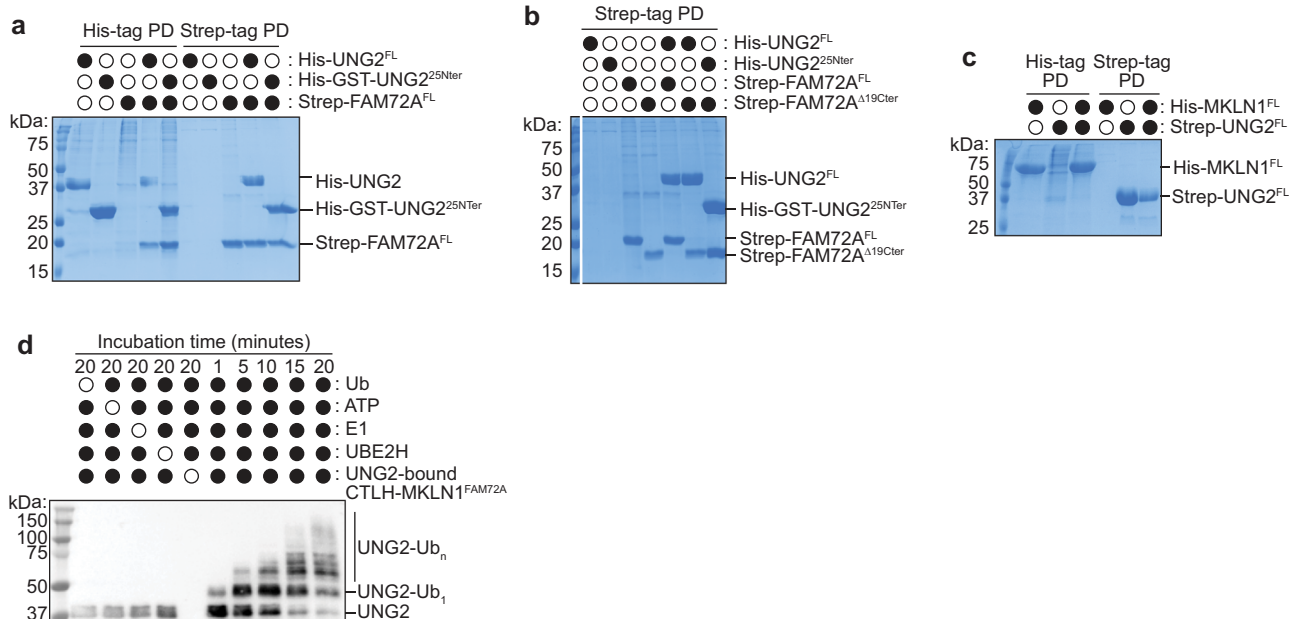 a
His-tag PD Strep-tag PD
: His-UNG2FL
: His-GST-UNG225Nter
: Strep-FAM72AFL
kDa:
75
50
37
25
20
15
His-UNG2
His-GST-UNG225NTer
Strep-FAM72AFL
b
Strep-tag PD
: His-UNG2FL
: His-UNG225Nter
: Strep-FAM72AFL
: Strep-FAM72AΔ19Cter
kDa:
75
50
37
25
20
15
His-UNG2FL
His-GST-UNG225NTer
Strep-FAM72AFL
Strep-FAM72AΔ19Cter
c
His-tag PD
Strep-tag PD
: His-MKLN1FL
: Strep-UNG2FL
kDa:
75
50
37
25
His-MKLN1FL
Strep-UNG2FL
d
Incubation time (minutes)
20 20 20 20 20 1 5 10 15 20
: Ub
: ATP
: E1
: UBE2H
: UNG2-bound
CTLH-MKLN1FAM72A
kDa:
150
100
75
50
37
UNG2-Ubn
UNG2-Ub1
UNG2